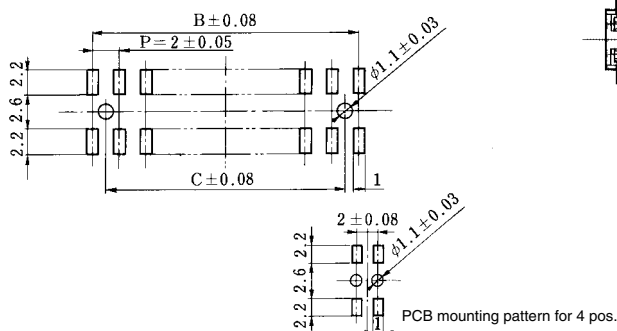 B±0.08
P=2±0.05
φ1.1±0.03
2.2
2.6
2.2
C±0.08
1
2±0.08
φ1.1±0.03
2.2
2.6
2.2
1
PCB mounting pattern for 4 pos.